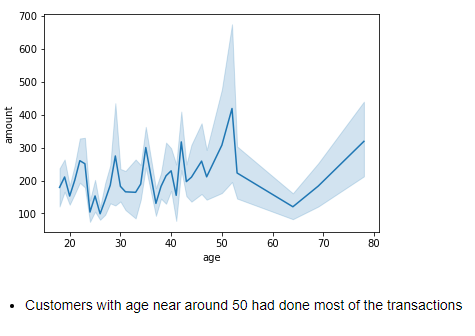 700
600
500
400
300
200
100
amount
20 30 40 50 60 70 80
age
• Customers with age near around 50 had done most of the transactions